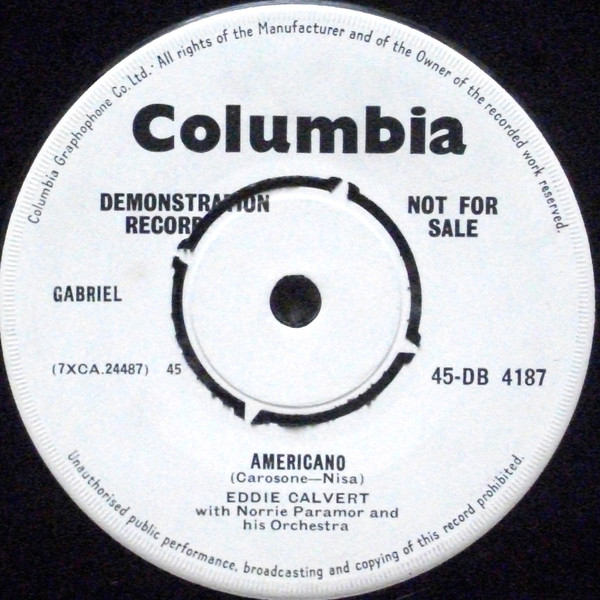 Columbia Graphophone Co. Ltd.· All rights of the Manufacturer and of the Owner of the recorded work reserved.
Columbia
DEMONSTRATION
RECORD
NOT FOR
SALE
GABRIEL
(7XCA.24487) 45
45-DB 4187
AMERICANO
(Carosone—Nisa)
EDDIE CALVERT
with Norrie Paramor and
his Orchestra
Unauthorised public performance, broadcasting and copying of this record prohibited.